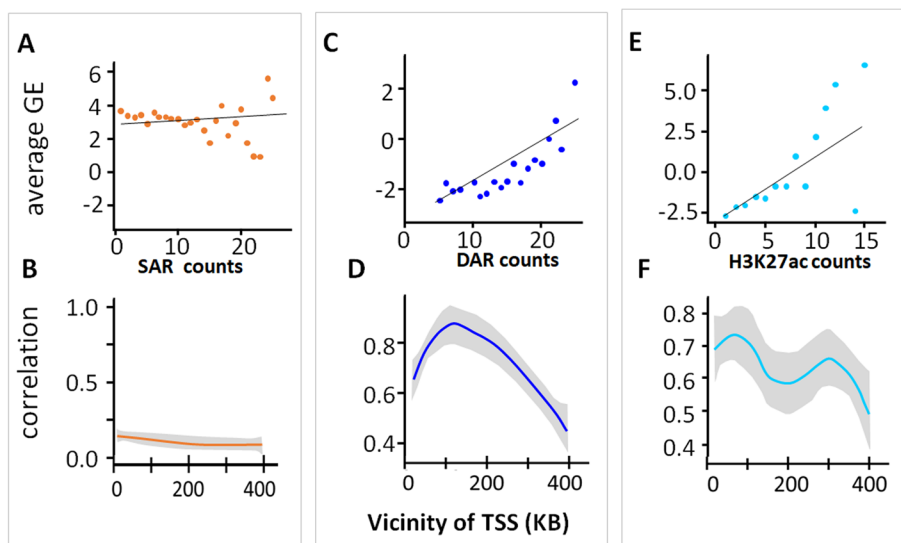 A
average GE
6
4
2
0
-2
0 10 20
SAR counts
B
correlation
1.0
0.5
0.0
0 200 400
C
2
0
-2
0 10 20
DAR counts
D
0.8
0.6
0.4
0 200 400
Vicinity of TSS (KB)
E
5.0
2.5
0.0
-2.5
0 5 10 15
H3K27ac counts
F
0.8
0.7
0.6
0.5
0.4
0 200 400